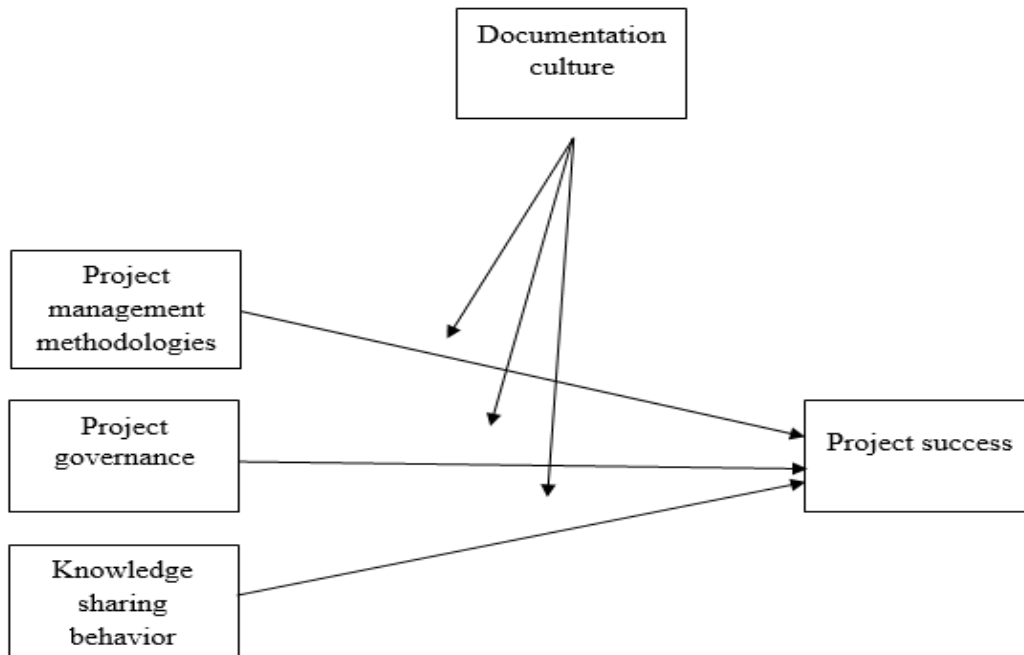 Documentation
culture
Project
management
methodologies
Project
governance
Project success
Knowledge
sharing
behavior